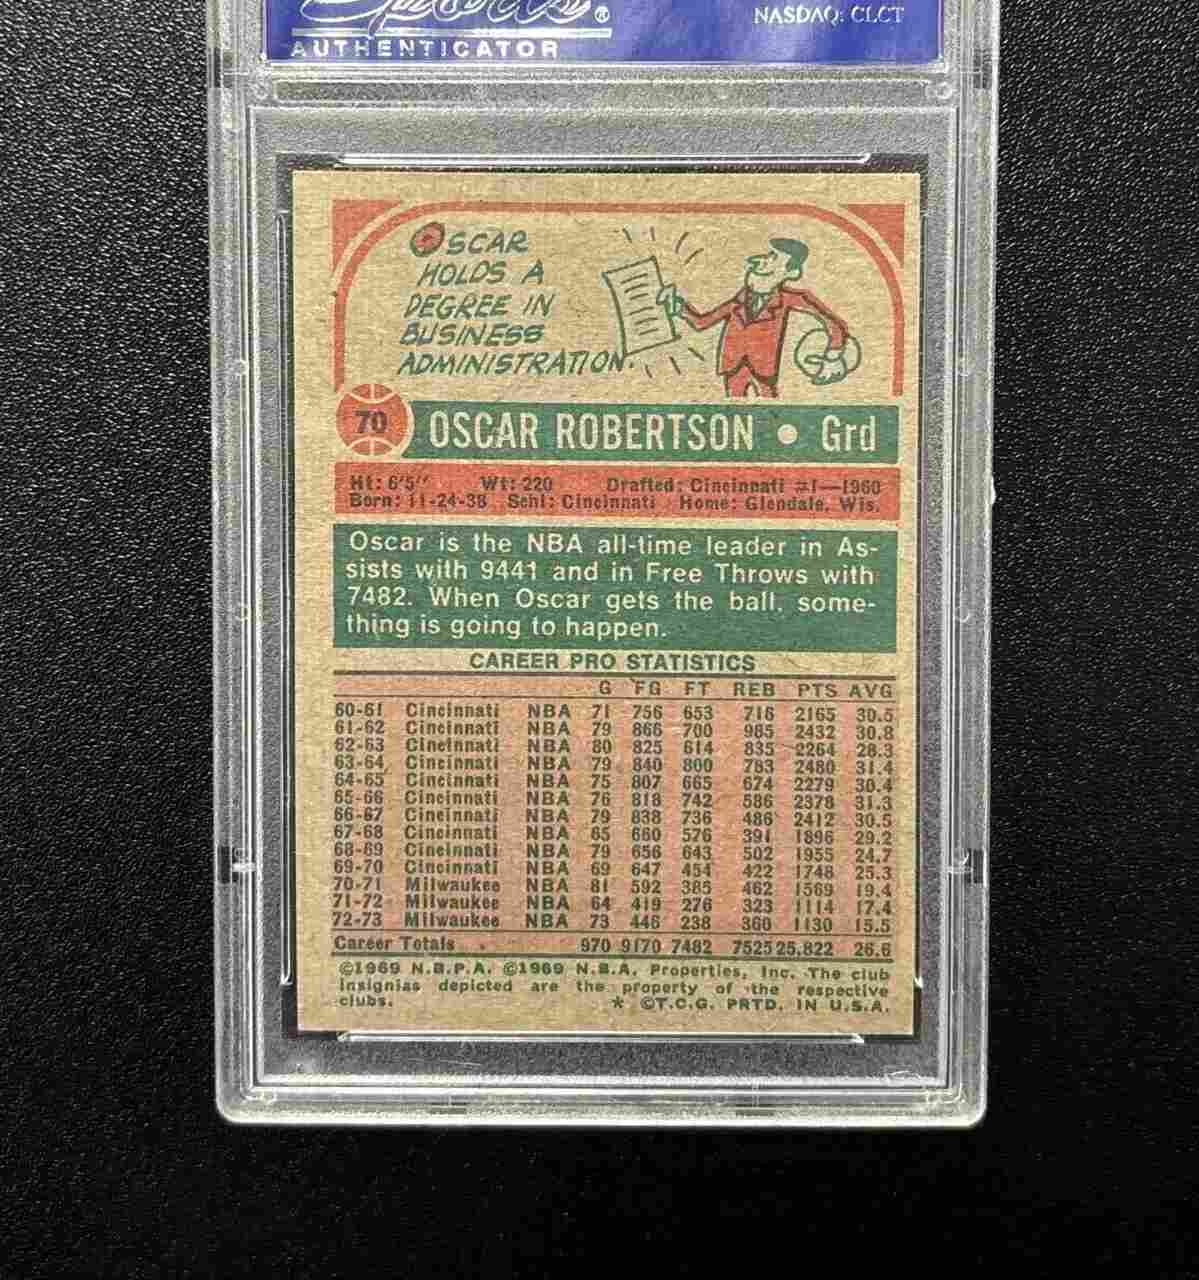 Sports®
AUTHENTICATOR
NASDAQ: CLCT
OSCAR
HOLDS A
DEGREE IN
BUSINESS
ADMINISTRATION.
70 OSCAR ROBERTSON • Grd
Ht: 6'5" Wt: 220 Drafted: Cincinnati #1—1960
Born: 11-24-38 Schl: Cincinnati Home: Glendale, Wis.
Oscar is the NBA all-time leader in As-
sists with 9441 and in Free Throws with
7482. When Oscar gets the ball, some-
thing is going to happen.
CAREER PRO STATISTICS
G FG FT REB PTS AVG
60-61 Cincinnati NBA 71 756 653 716 2165 30.5
61-62 Cincinnati NBA 79 866 700 985 2432 30.8
62-63 Cincinnati NBA 80 825 614 835 2264 28.3
63-64 Cincinnati NBA 79 840 800 783 2480 31.4
64-65 Cincinnati NBA 75 807 665 674 2279 30.4
65-66 Cincinnati NBA 76 818 742 586 2378 31.3
66-67 Cincinnati NBA 79 838 736 486 2412 30.5
67-68 Cincinnati NBA 65 660 576 391 1896 29.2
68-69 Cincinnati NBA 79 656 643 502 1955 24.7
69-70 Cincinnati NBA 69 647 454 422 1748 25.3
70-71 Milwaukee NBA 81 592 385 462 1569 19.4
71-72 Milwaukee NBA 64 419 276 323 1114 17.4
72-73 Milwaukee NBA 73 446 238 360 1130 15.5
Career Totals 970 9170 7482 7525 25,822 26.6
©1969 N.B.P.A. ©1969 N.B.A. Properties, Inc. The club
insignias depicted are the property of the respective
clubs. * ©T.C.G. PRTD. IN U.S.A.